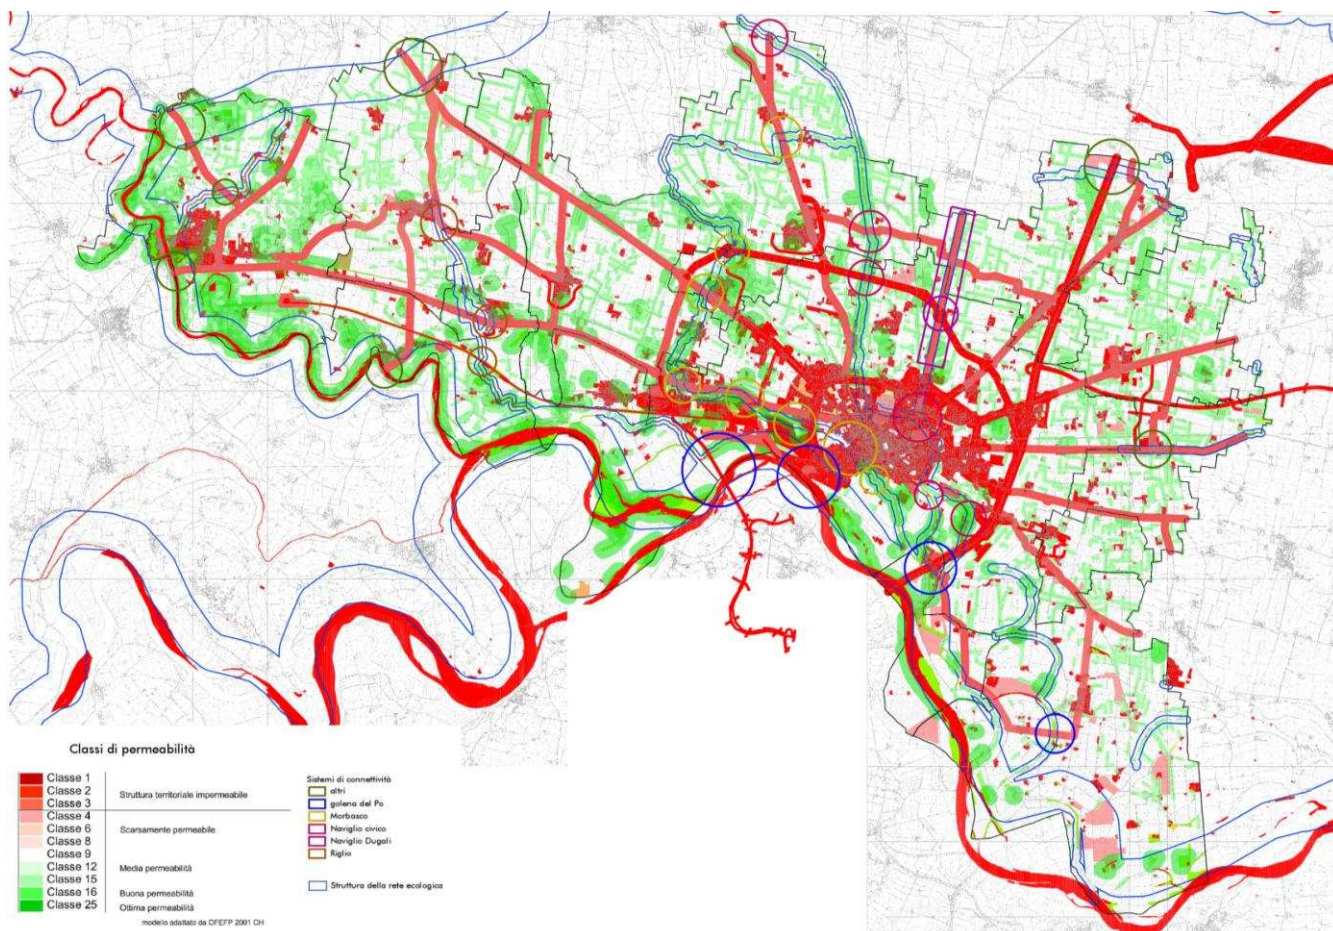 Classi di permeabilità
Classe 1
Classe 2
Classe 3
Struttura territoriale impermeabile
Classe 4
Classe 6
Scarsamente permeabile
Classe 8
Classe 9
Classe 12
Media permeabilità
Classe 15
Classe 16
Buona permeabilità
Classe 25
Ottima permeabilità
modello adattato da OFEFP 2001 CH
Sistemi di connettività
altri
golena del Po
Morbasco
Naviglio civico
Naviglio Dugali
Riglio
Struttura della rete ecologica